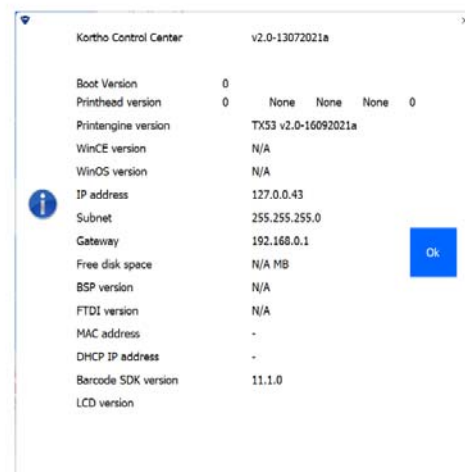 Kortho Control Center v2.0-13072021a
Boot Version 0
Printhead version 0 None None None 0
Printengine version TX53 v2.0-16092021a
WinCE version N/A
WinOS version N/A
IP address 127.0.0.43
Subnet 255.255.255.0
Gateway 192.168.0.1
Ok
Free disk space N/A MB
BSP version N/A
FTDI version N/A
MAC address -
DHCP IP address -
Barcode SDK version 11.1.0
LCD version